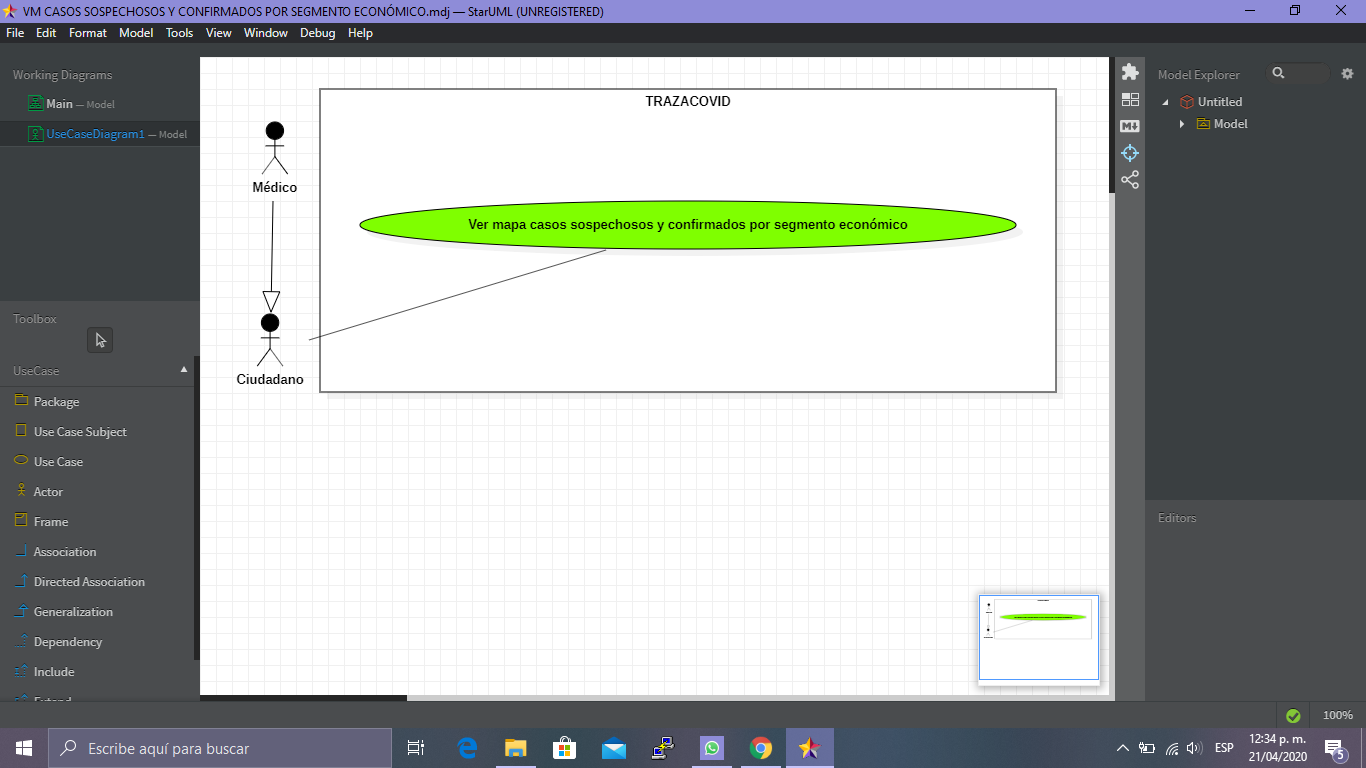 VM CASOS SOSPECHOSOS Y CONFIRMADOS POR SEGMENTO ECONÓMICO.mdj — StarUML (UNREGISTERED)
File Edit Format Model Tools View Window Debug Help
Working Diagrams
Main — Model
UseCaseDiagram1 — Model
Toolbox
UseCase
Package
Use Case Subject
Use Case
Actor
Frame
Association
Directed Association
Generalization
Dependency
Include
Extend
TRAZACOVID
Médico
Ver mapa casos sospechosos y confirmados por segmento económico
Ciudadano
Model Explorer
Untitled
Model
Editors
100%
Escribe aquí para buscar
ESP
12:34 p. m.
21/04/2020
5